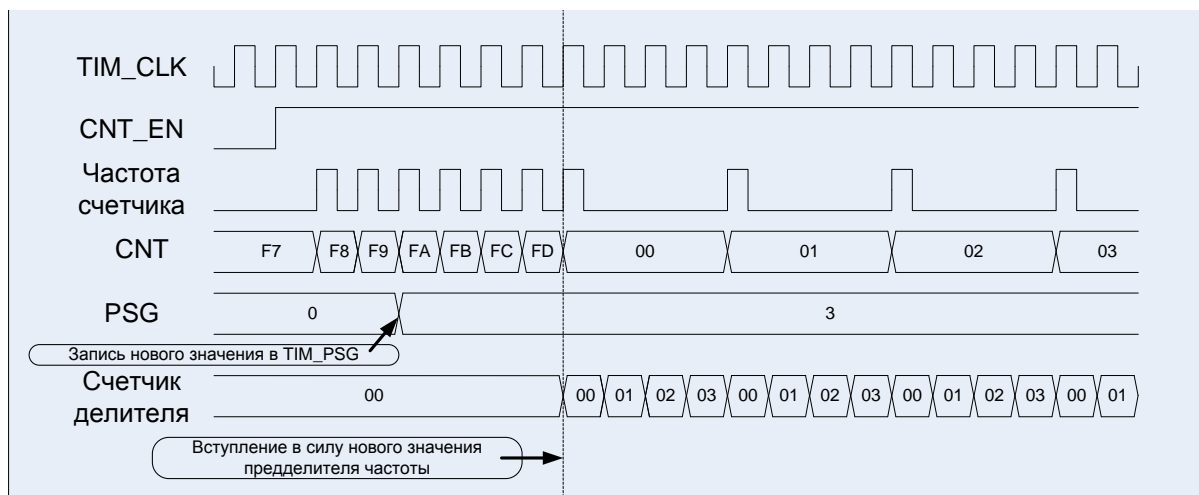 TIM_CLK
CNT_EN
Частота
счетчика
CNT F7 F8 F9 FA FB FC FD 00 01 02 03
PSG 0 3
Запись нового значения в TIM_PSG
Счетчик
делителя
00 00 01 02 03 00 01 02 03 00 01 02 03 00 01
Вступление в силу нового значения
предделителя частоты